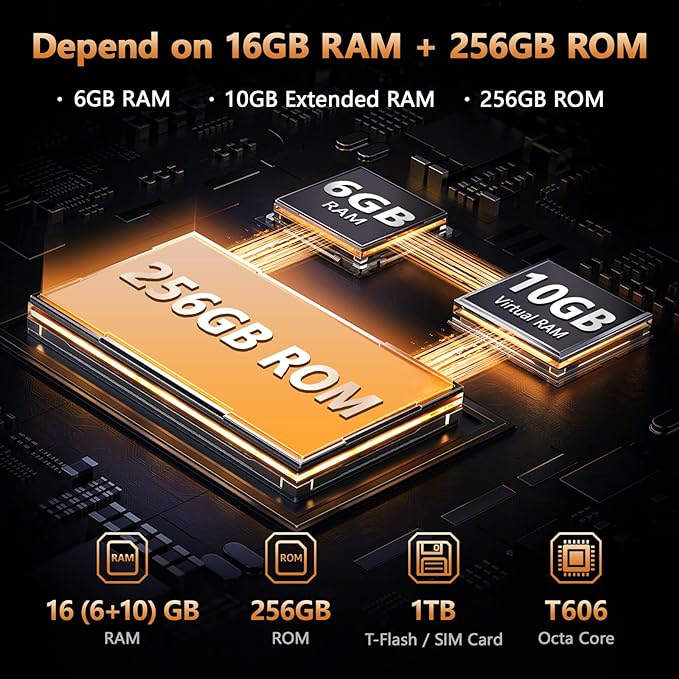 Depend on 16GB RAM + 256GB ROM
· 6GB RAM · 10GB Extended RAM · 256GB ROM
6GB
RAM
10GB
Virtual RAM
256GB ROM
RAM ROM
16 (6+10) GB 256GB 1TB T606
RAM ROM T-Flash / SIM Card Octa Core